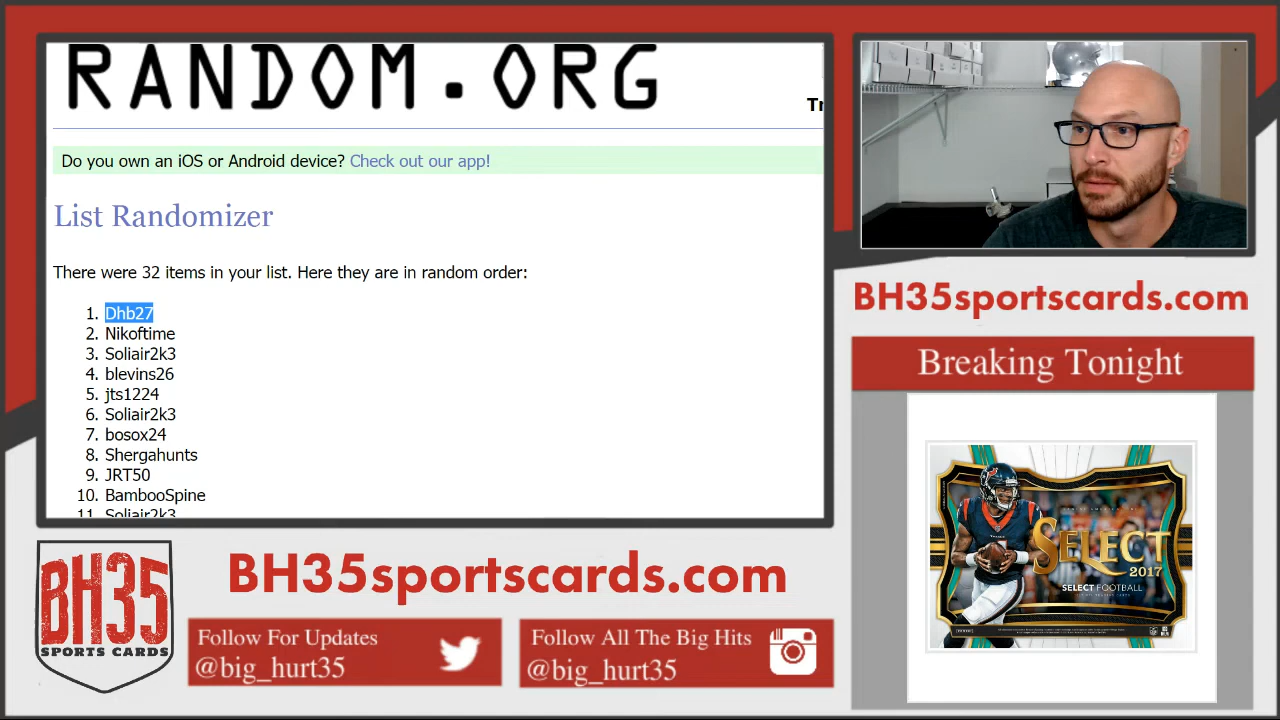 RANDOM.ORG
Do you own an iOS or Android device? Check out our app!
List Randomizer
There were 32 items in your list. Here they are in random order:
1. Dhb27
2. Nikoftime
3. Soliair2k3
4. blevins26
5. jts1224
6. Soliair2k3
7. bosox24
8. Shergahunts
9. JRT50
10. BambooSpine
11. Soliair2k3
BH35sportscards.com
Breaking Tonight
SELECT
2017
SELECT FOOTBALL
BH35
SPORTS CARDS
BH35sportscards.com
Follow For Updates
@big_hurt35
Follow All The Big Hits
@big_hurt35